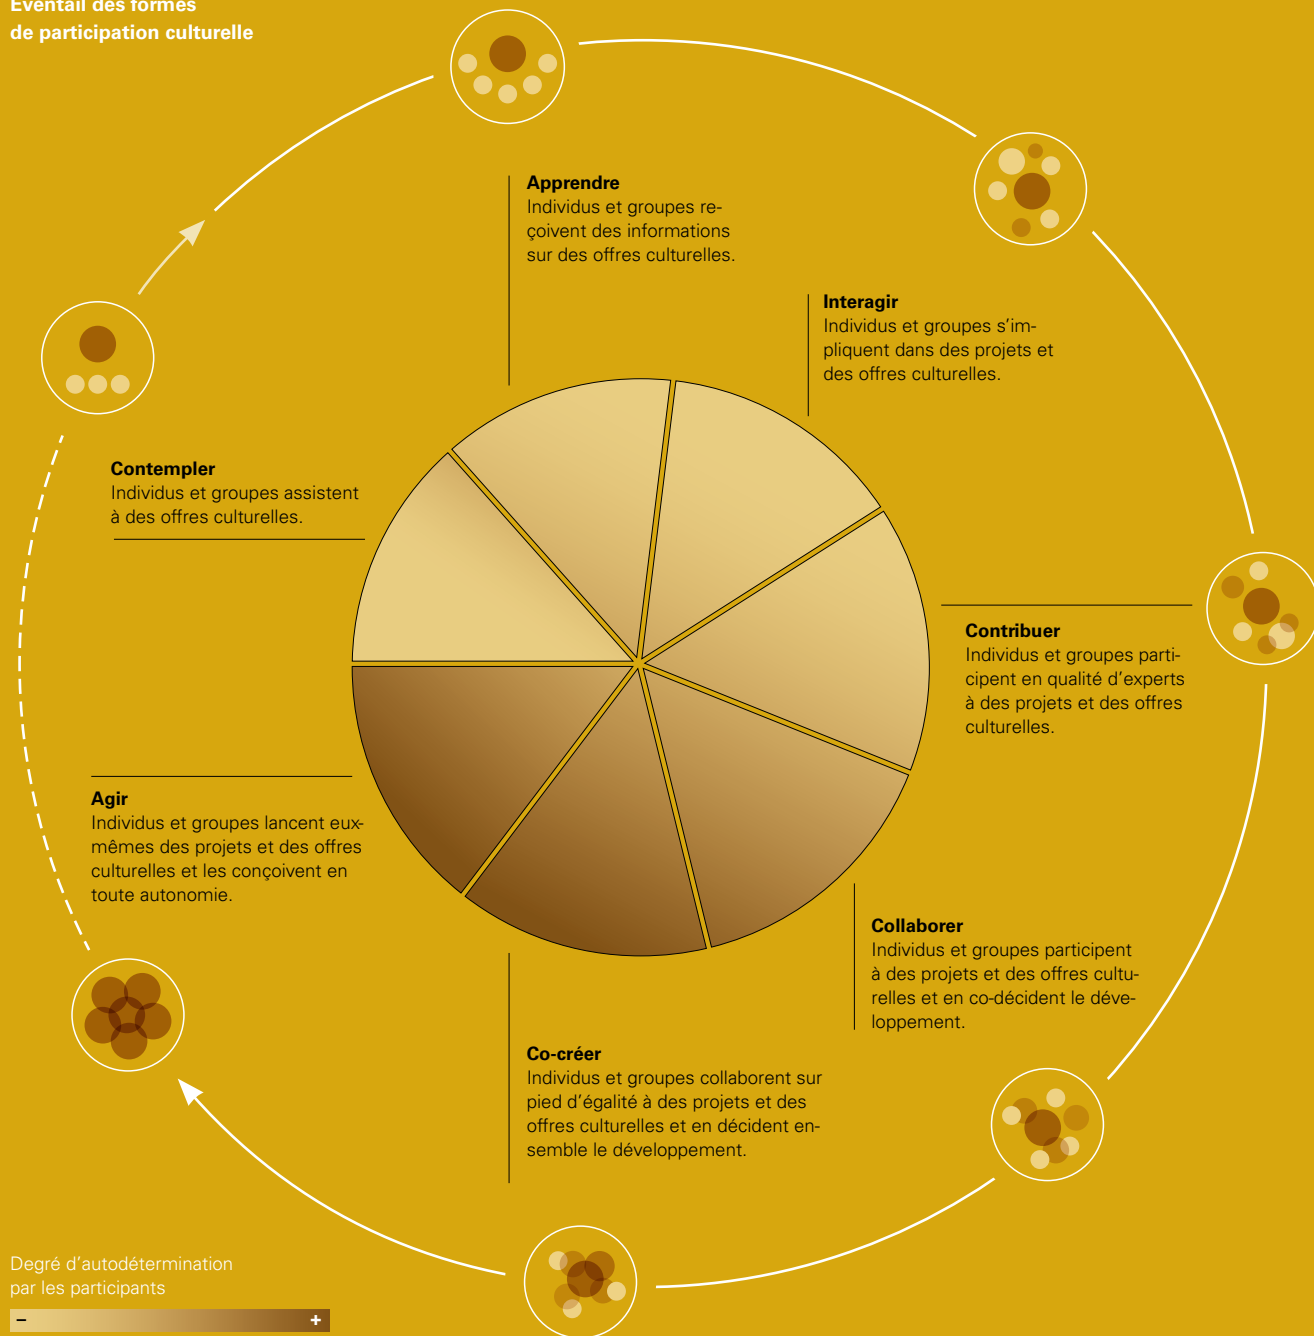 Éventail des formes
de participation culturelle
Apprendre
Individus et groupes re-
çoivent des informations
sur des offres culturelles.
Interagir
Individus et groupes s’im-
pliquent dans des projets et
des offres culturelles.
Contempler
Individus et groupes assistent
à des offres culturelles.
Contribuer
Individus et groupes parti-
cipent en qualité d’experts
à des projets et des offres
culturelles.
Agir
Individus et groupes lancent eux-
mêmes des projets et des offres
culturelles et les conçoivent en
toute autonomie.
Collaborer
Individus et groupes participent
à des projets et des offres cultu-
relles et en co-décident le déve-
loppement.
Co-créer
Individus et groupes collaborent sur
pied d’égalité à des projets et des
offres culturelles et en décident en-
semble le développement.
Degré d’autodétermination
par les participants
– +